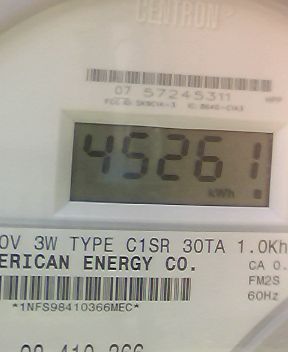 CENTRON
07 57245311
45261
kWh
0V 3W TYPE C1SR 30TA 1.0Kh
ERICAN ENERGY CO.
CA 0.
FM2S
60Hz
*1NFS98410366MEC*